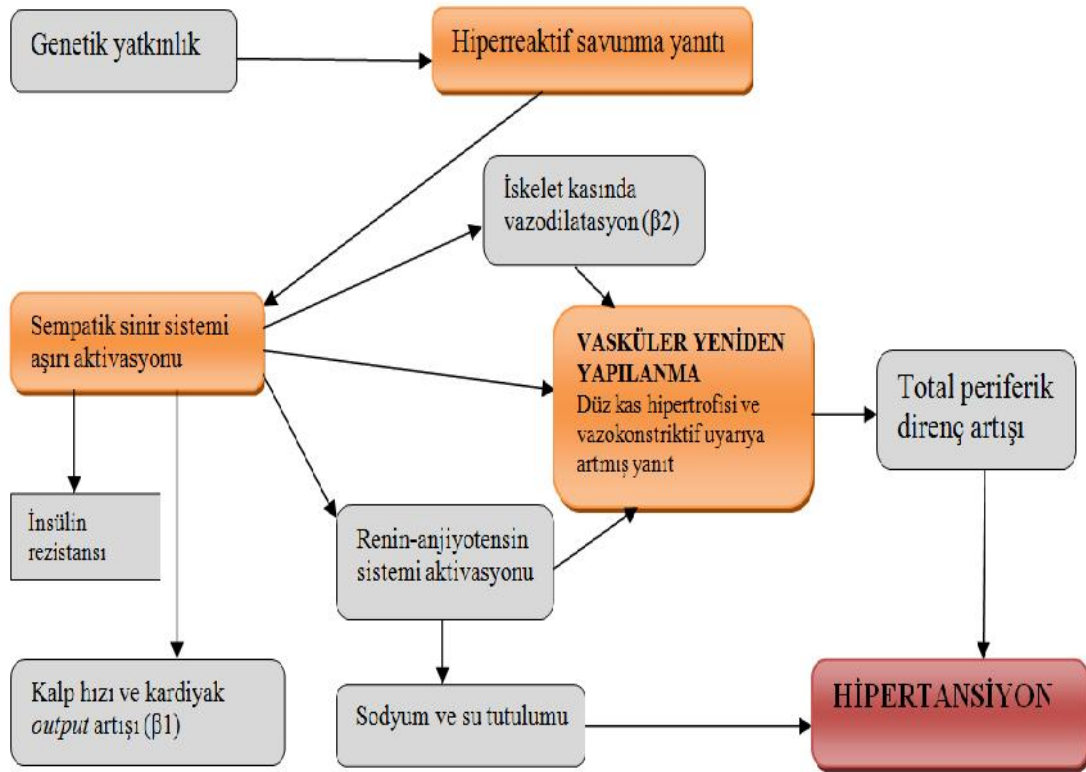 Genetik yatkınlık
Hiperreaktif savunma yanıtı
İskelet kasında
vazodilatasyon (β2)
Sempatik sinir sistemi
aşırı aktivasyonu
VASKÜLER YENİDEN
YAPILANMA
Düz kas hipertrofisi ve
vazokonstriktif uyarıya
artmış yanıt
Total periferik
direnç artışı
İnsülin
rezistansı
Renin-anjiyotensin
sistemi aktivasyonu
Kalp hızı ve kardiyak
output artışı (β1)
Sodyum ve su tutulumu
HİPERTANSİYON